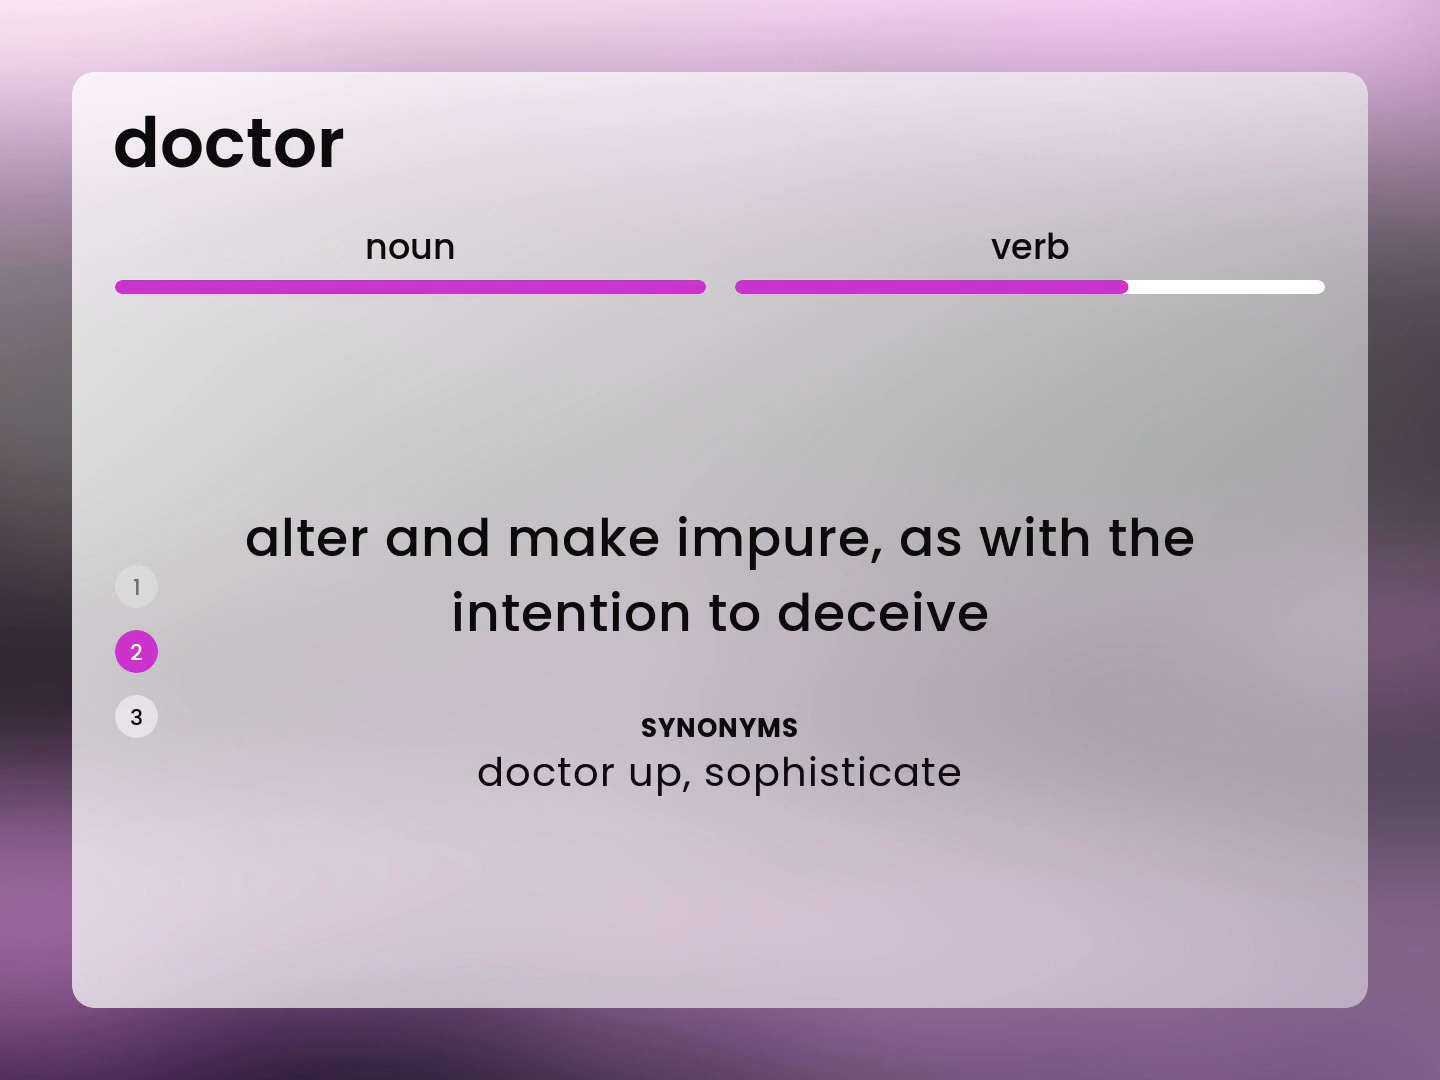 doctor
noun
verb
alter and make impure, as with the
intention to deceive
1
2
3
SYNONYMS
doctor up, sophisticate